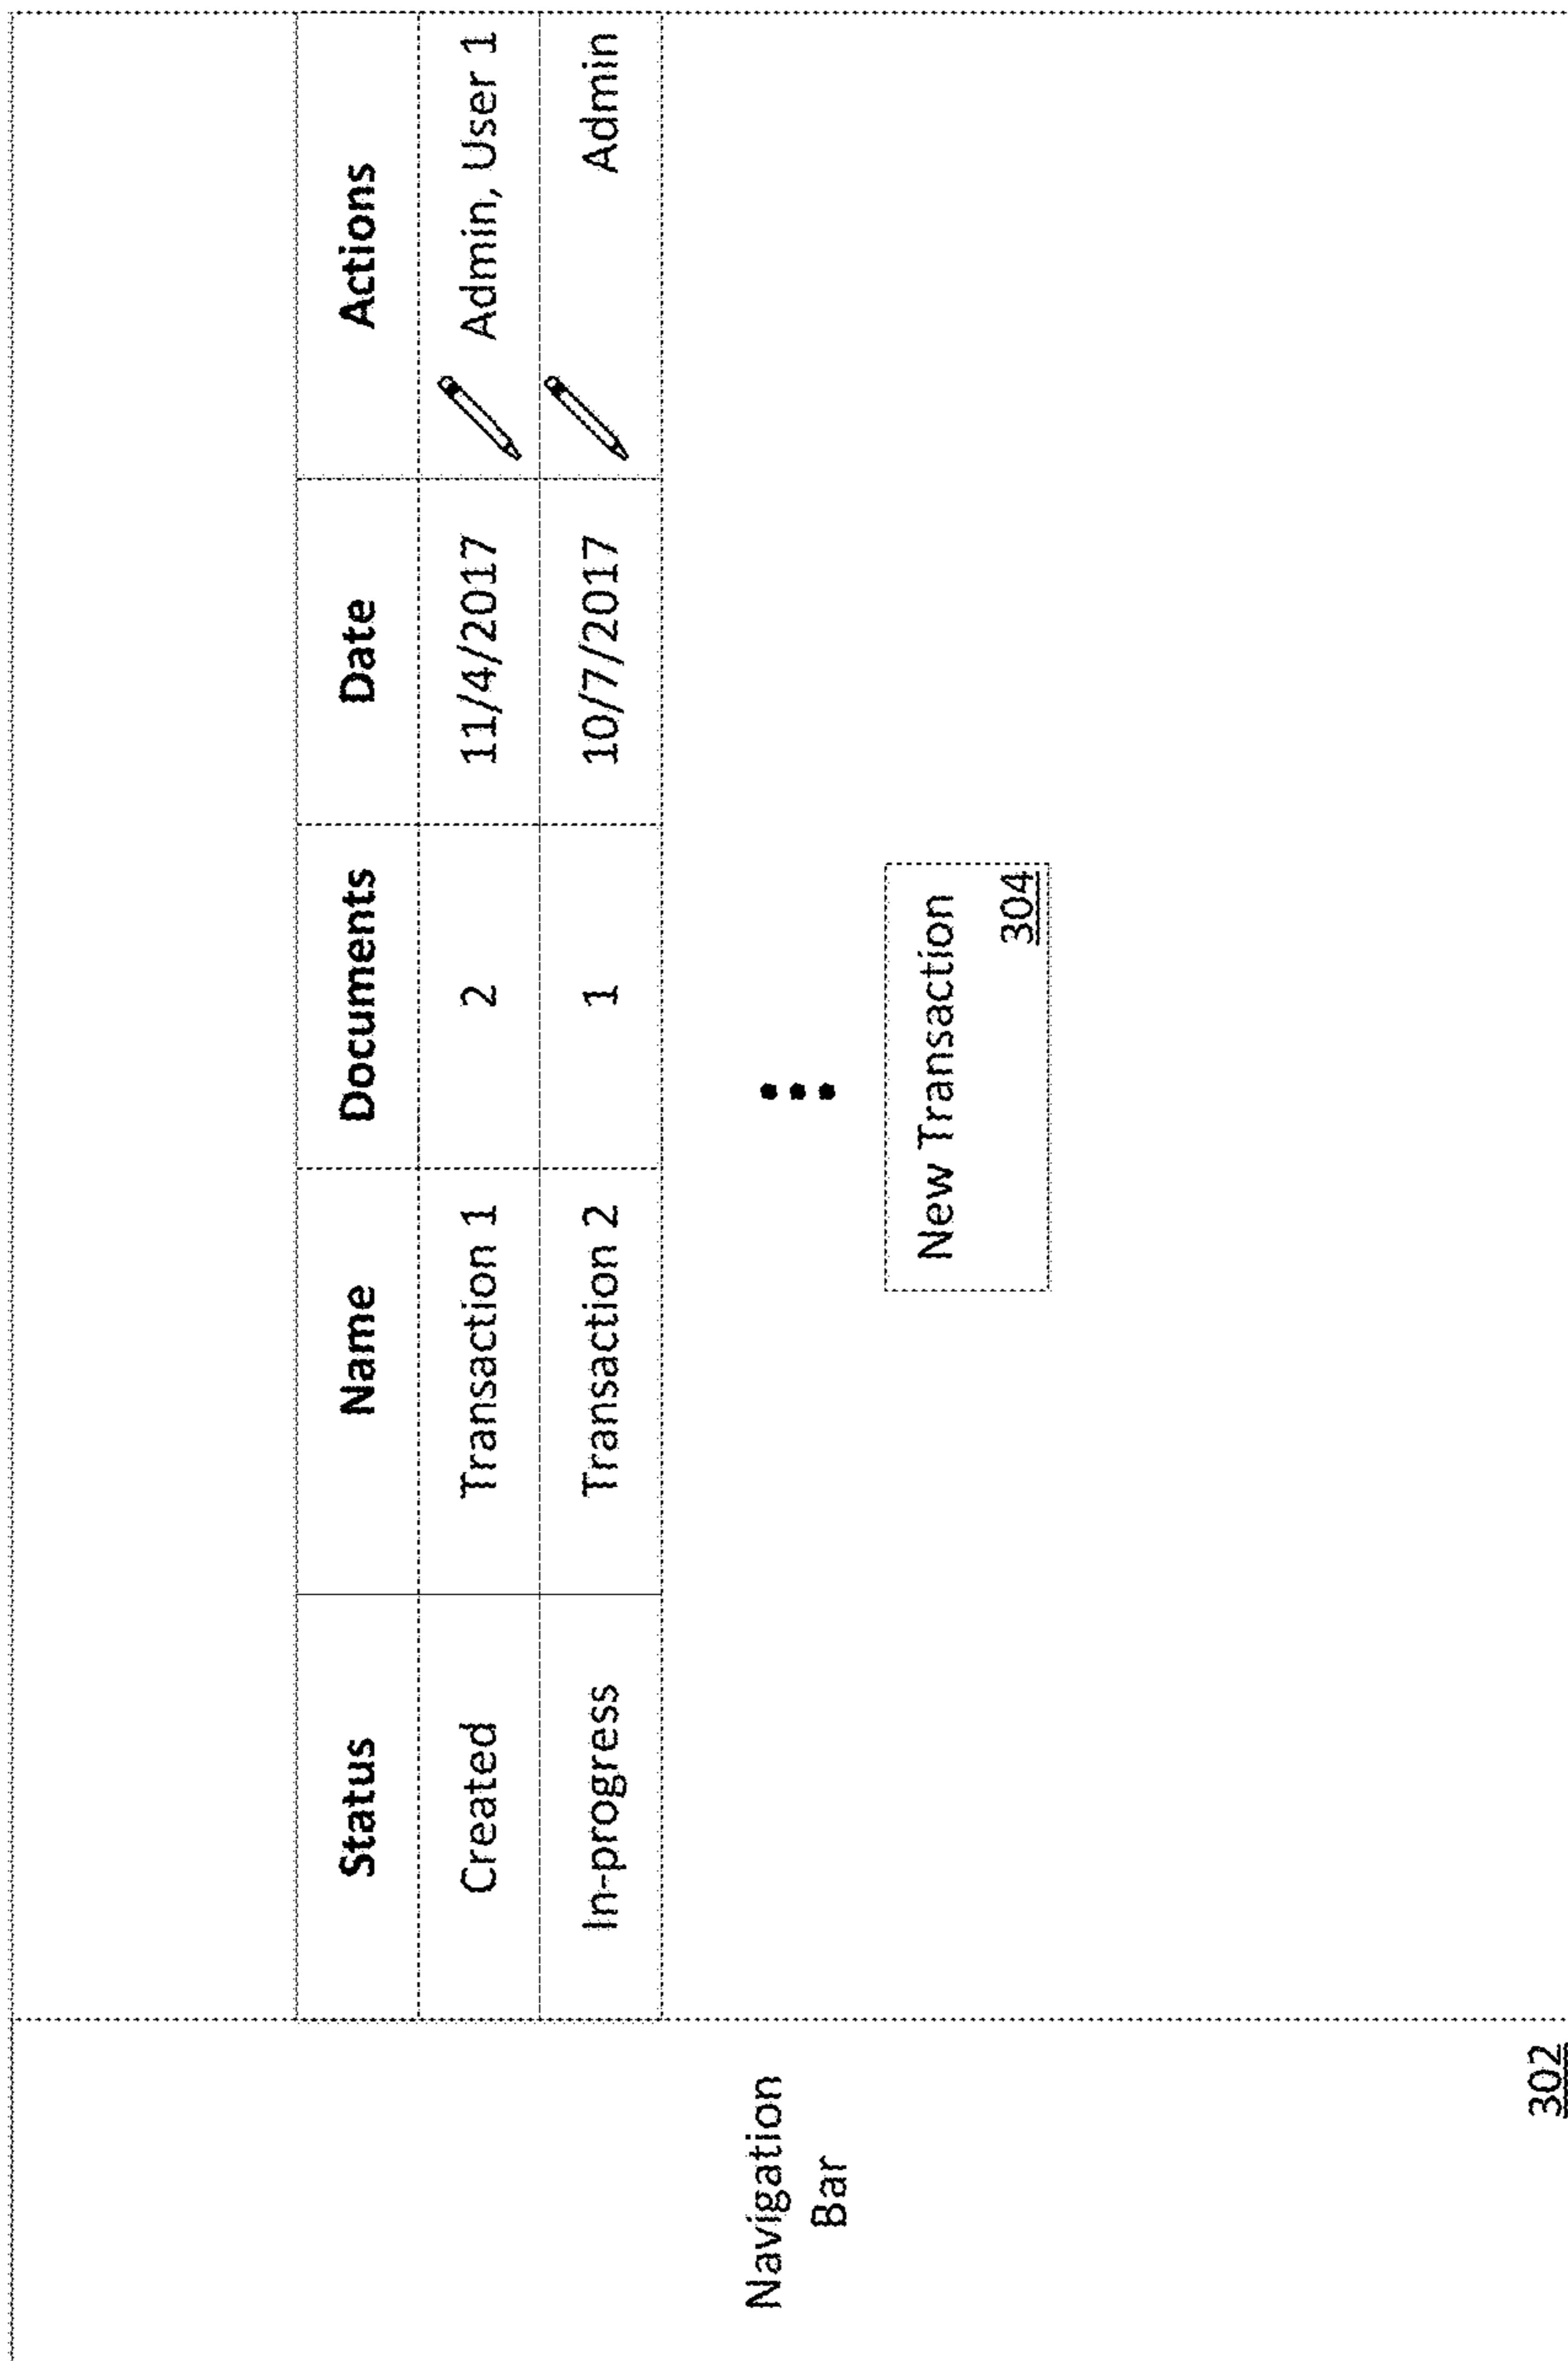 Navigation
Bar
302
Status Name Documents Date Actions
Created Transaction 1 2 11/4/2017 Admin, User 1
In-progress Transaction 2 1 10/7/2017 Admin
New Transaction
304